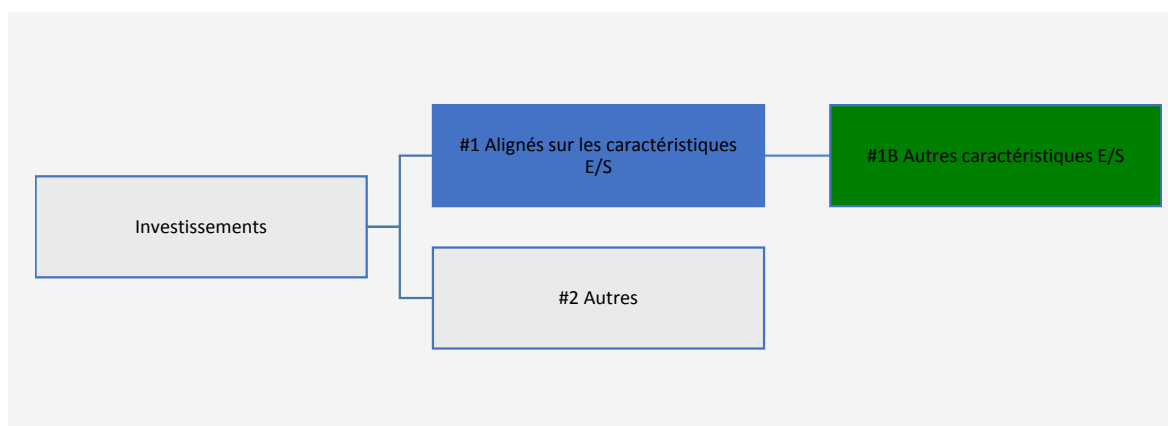 #1 Alignés sur les caractéristiques
E/S
#1B Autres caractéristiques E/S
Investissements
#2 Autres